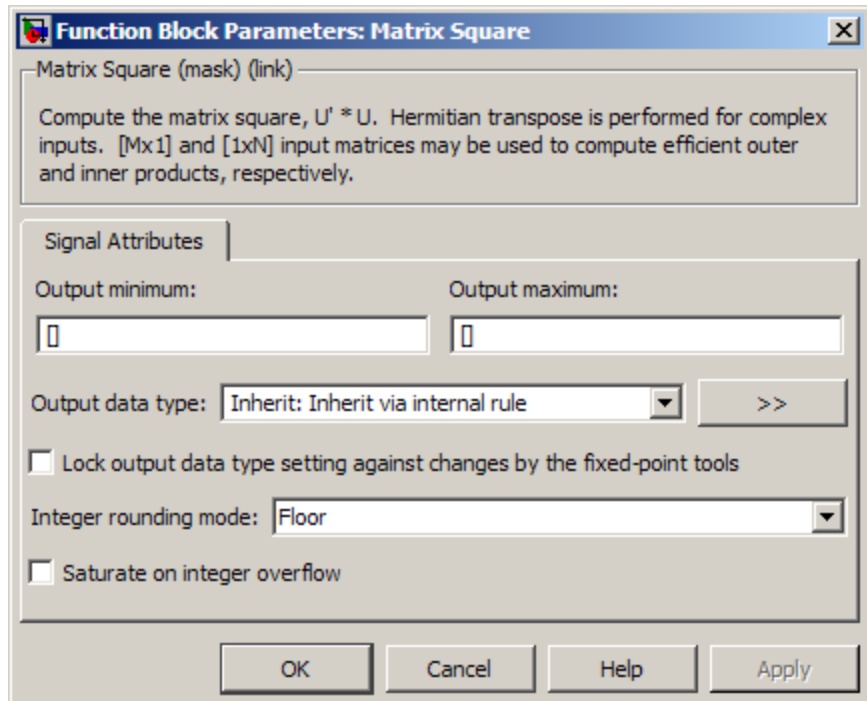 Function Block Parameters: Matrix Square
Matrix Square (mask) (link)
Compute the matrix square, U' * U. Hermitian transpose is performed for complex
inputs. [Mx1] and [1xN] input matrices may be used to compute efficient outer
and inner products, respectively.
Signal Attributes
Output minimum: Output maximum:
[] []
Output data type: Inherit: Inherit via internal rule >>
Lock output data type setting against changes by the fixed-point tools
Integer rounding mode: Floor
Saturate on integer overflow
OK Cancel Help Apply